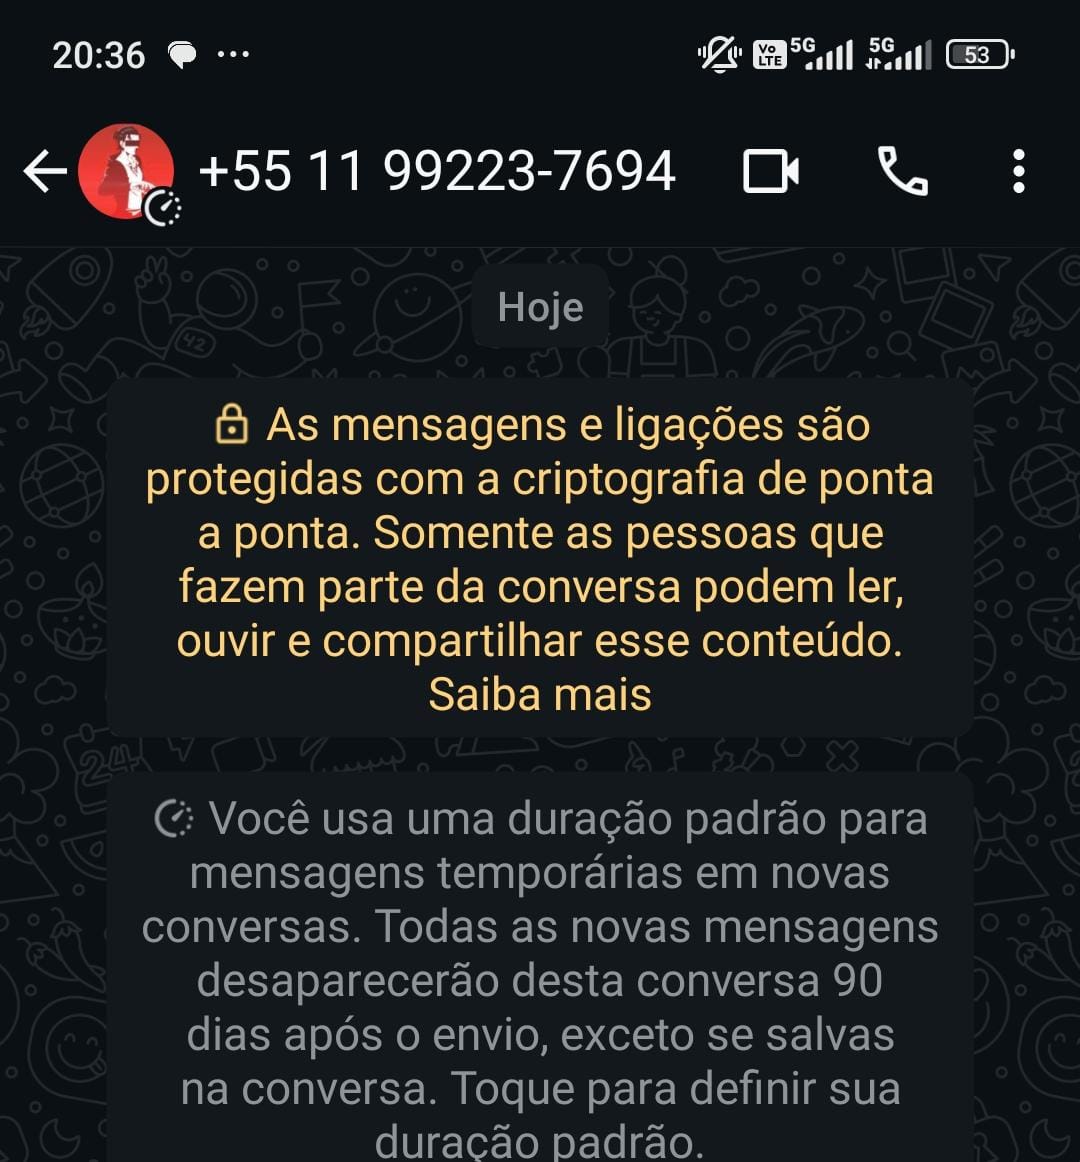 20:36 VoLTE 5G 5G 53
+55 11 99223-7694
Hoje
As mensagens e ligações são
protegidas com a criptografia de ponta
a ponta. Somente as pessoas que
fazem parte da conversa podem ler,
ouvir e compartilhar esse conteúdo.
Saiba mais
Você usa uma duração padrão para
mensagens temporárias em novas
conversas. Todas as novas mensagens
desaparecerão desta conversa 90
dias após o envio, exceto se salvas
na conversa. Toque para definir sua
duração padrão.